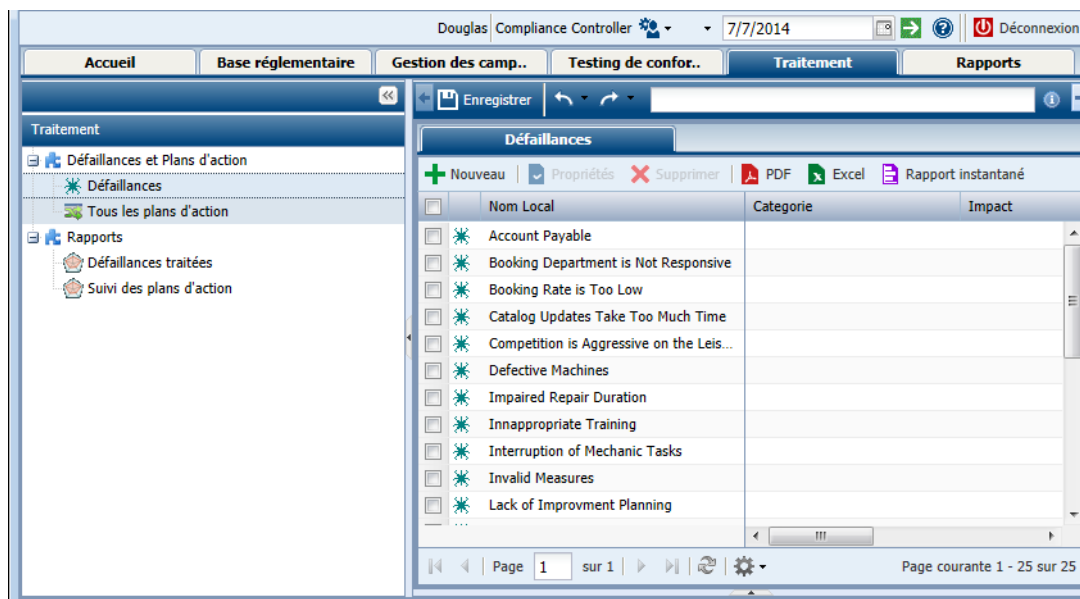 Douglas Compliance Controller 7/7/2014 Déconnexion
Accueil Base réglementaire Gestion des camp.. Testing de confor.. Traitement Rapports
Enregistrer
Traitement
Défaillances
Défaillances et Plans d'action
Nouveau Propriétés Supprimer PDF Excel Rapport instantané
Défaillances
Tous les plans d'action
Nom Local Categorie Impact
Rapports
Account Payable
Défaillances traitées
Booking Department is Not Responsive
Suivi des plans d'action
Booking Rate is Too Low
Catalog Updates Take Too Much Time
Competition is Aggressive on the Leis...
Defective Machines
Impaired Repair Duration
Innappropriate Training
Interruption of Mechanic Tasks
Invalid Measures
Lack of Improvment Planning
Page 1 sur 1 Page courante 1 - 25 sur 25